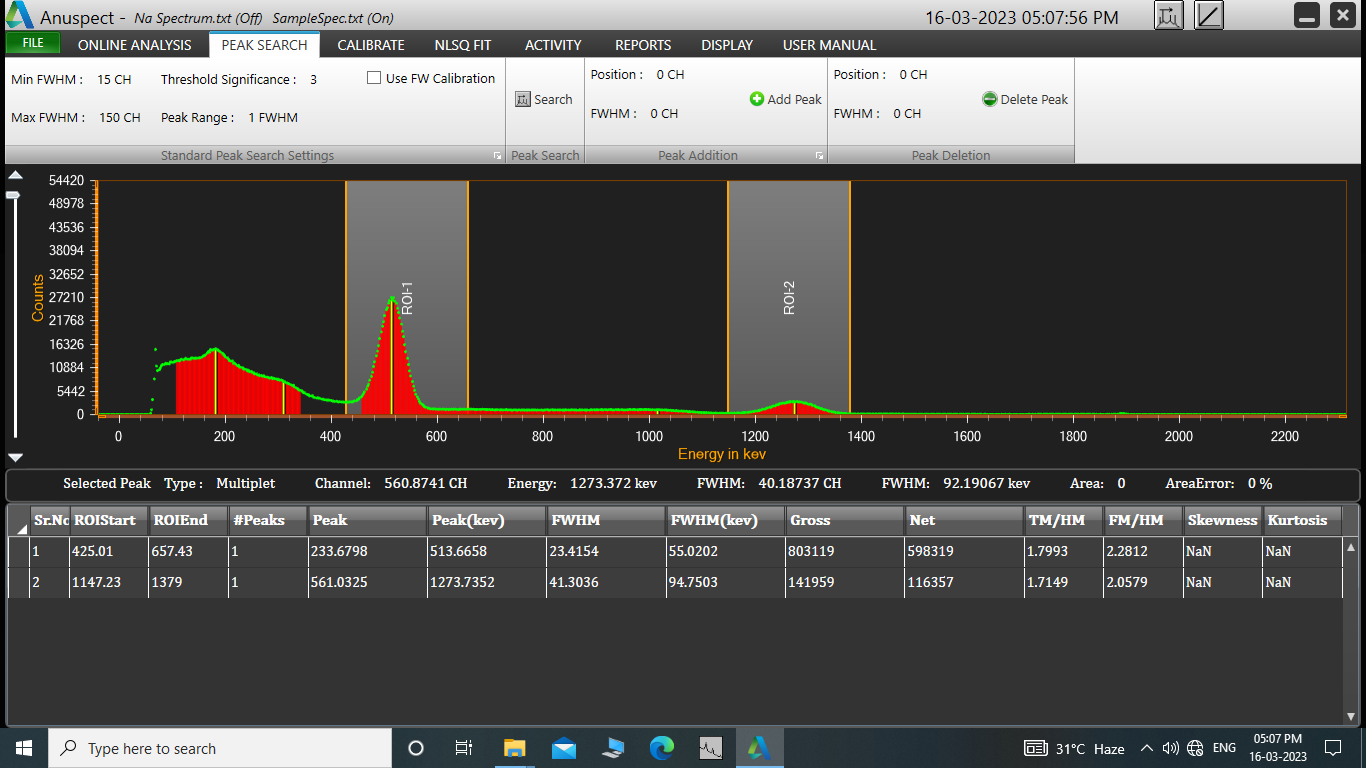 Anuspect - Na Spectrum.txt (Off) SampleSpec.txt (On) 16-03-2023 05:07:56 PM
FILE ONLINE ANALYSIS PEAK SEARCH CALIBRATE NLSQ FIT ACTIVITY REPORTS DISPLAY USER MANUAL
Min FWHM : 15 CH Threshold Significance : 3 Use FW Calibration Position : 0 CH Position : 0 CH
Search Add Peak Delete Peak
Max FWHM : 150 CH Peak Range : 1 FWHM FWHM : 0 CH FWHM : 0 CH
Standard Peak Search Settings Peak Search Peak Addition Peak Deletion
54420
48978
43536
38094
32652
27210
21768
16326
10884
5442
0
Counts
ROI-1
ROI-2
0 200 400 600 800 1000 1200 1400 1600 1800 2000 2200
Energy in kev
Selected Peak Type : Multiplet Channel: 560.8741 CH Energy: 1273.372 kev FWHM: 40.18737 CH FWHM: 92.19067 kev Area: 0 AreaError: 0 %
Sr.No ROIStart ROIEnd #Peaks Peak Peak(kev) FWHM FWHM(kev) Gross Net TM/HM FM/HM Skewness Kurtosis
1 425.01 657.43 1 233.6798 513.6658 23.4154 55.0202 803119 598319 1.7993 2.2812 NaN NaN
2 1147.23 1379 1 561.0325 1273.7352 41.3036 94.7503 141959 116357 1.7149 2.0579 NaN NaN
Type here to search 31°C Haze ENG 05:07 PM
16-03-2023